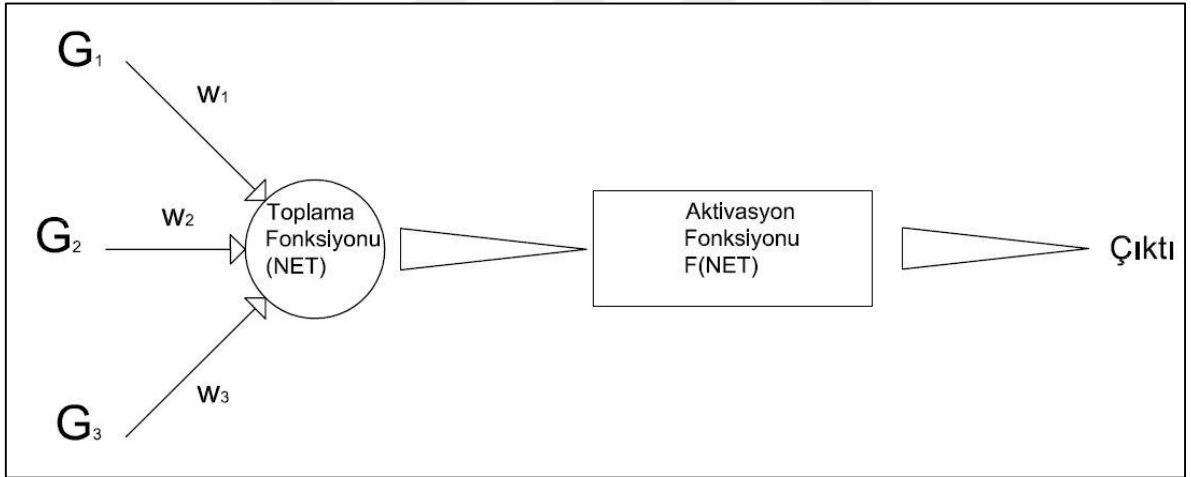 G₁
w₁
G₂
w₂
Toplama
Fonksiyonu
(NET)
Aktivasyon
Fonksiyonu
F(NET)
Çıktı
w₃
G₃